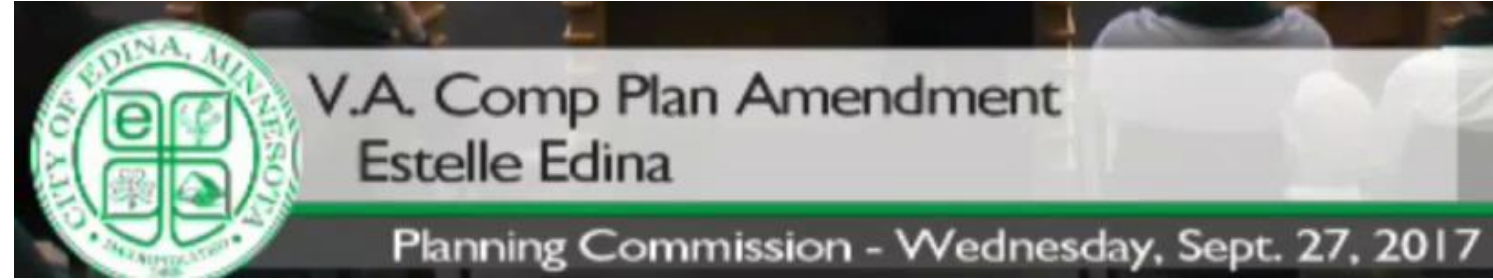 CITY OF EDINA, MINNESOTA
e
V.A. Comp Plan Amendment
Estelle Edina
Planning Commission - Wednesday, Sept. 27, 2017